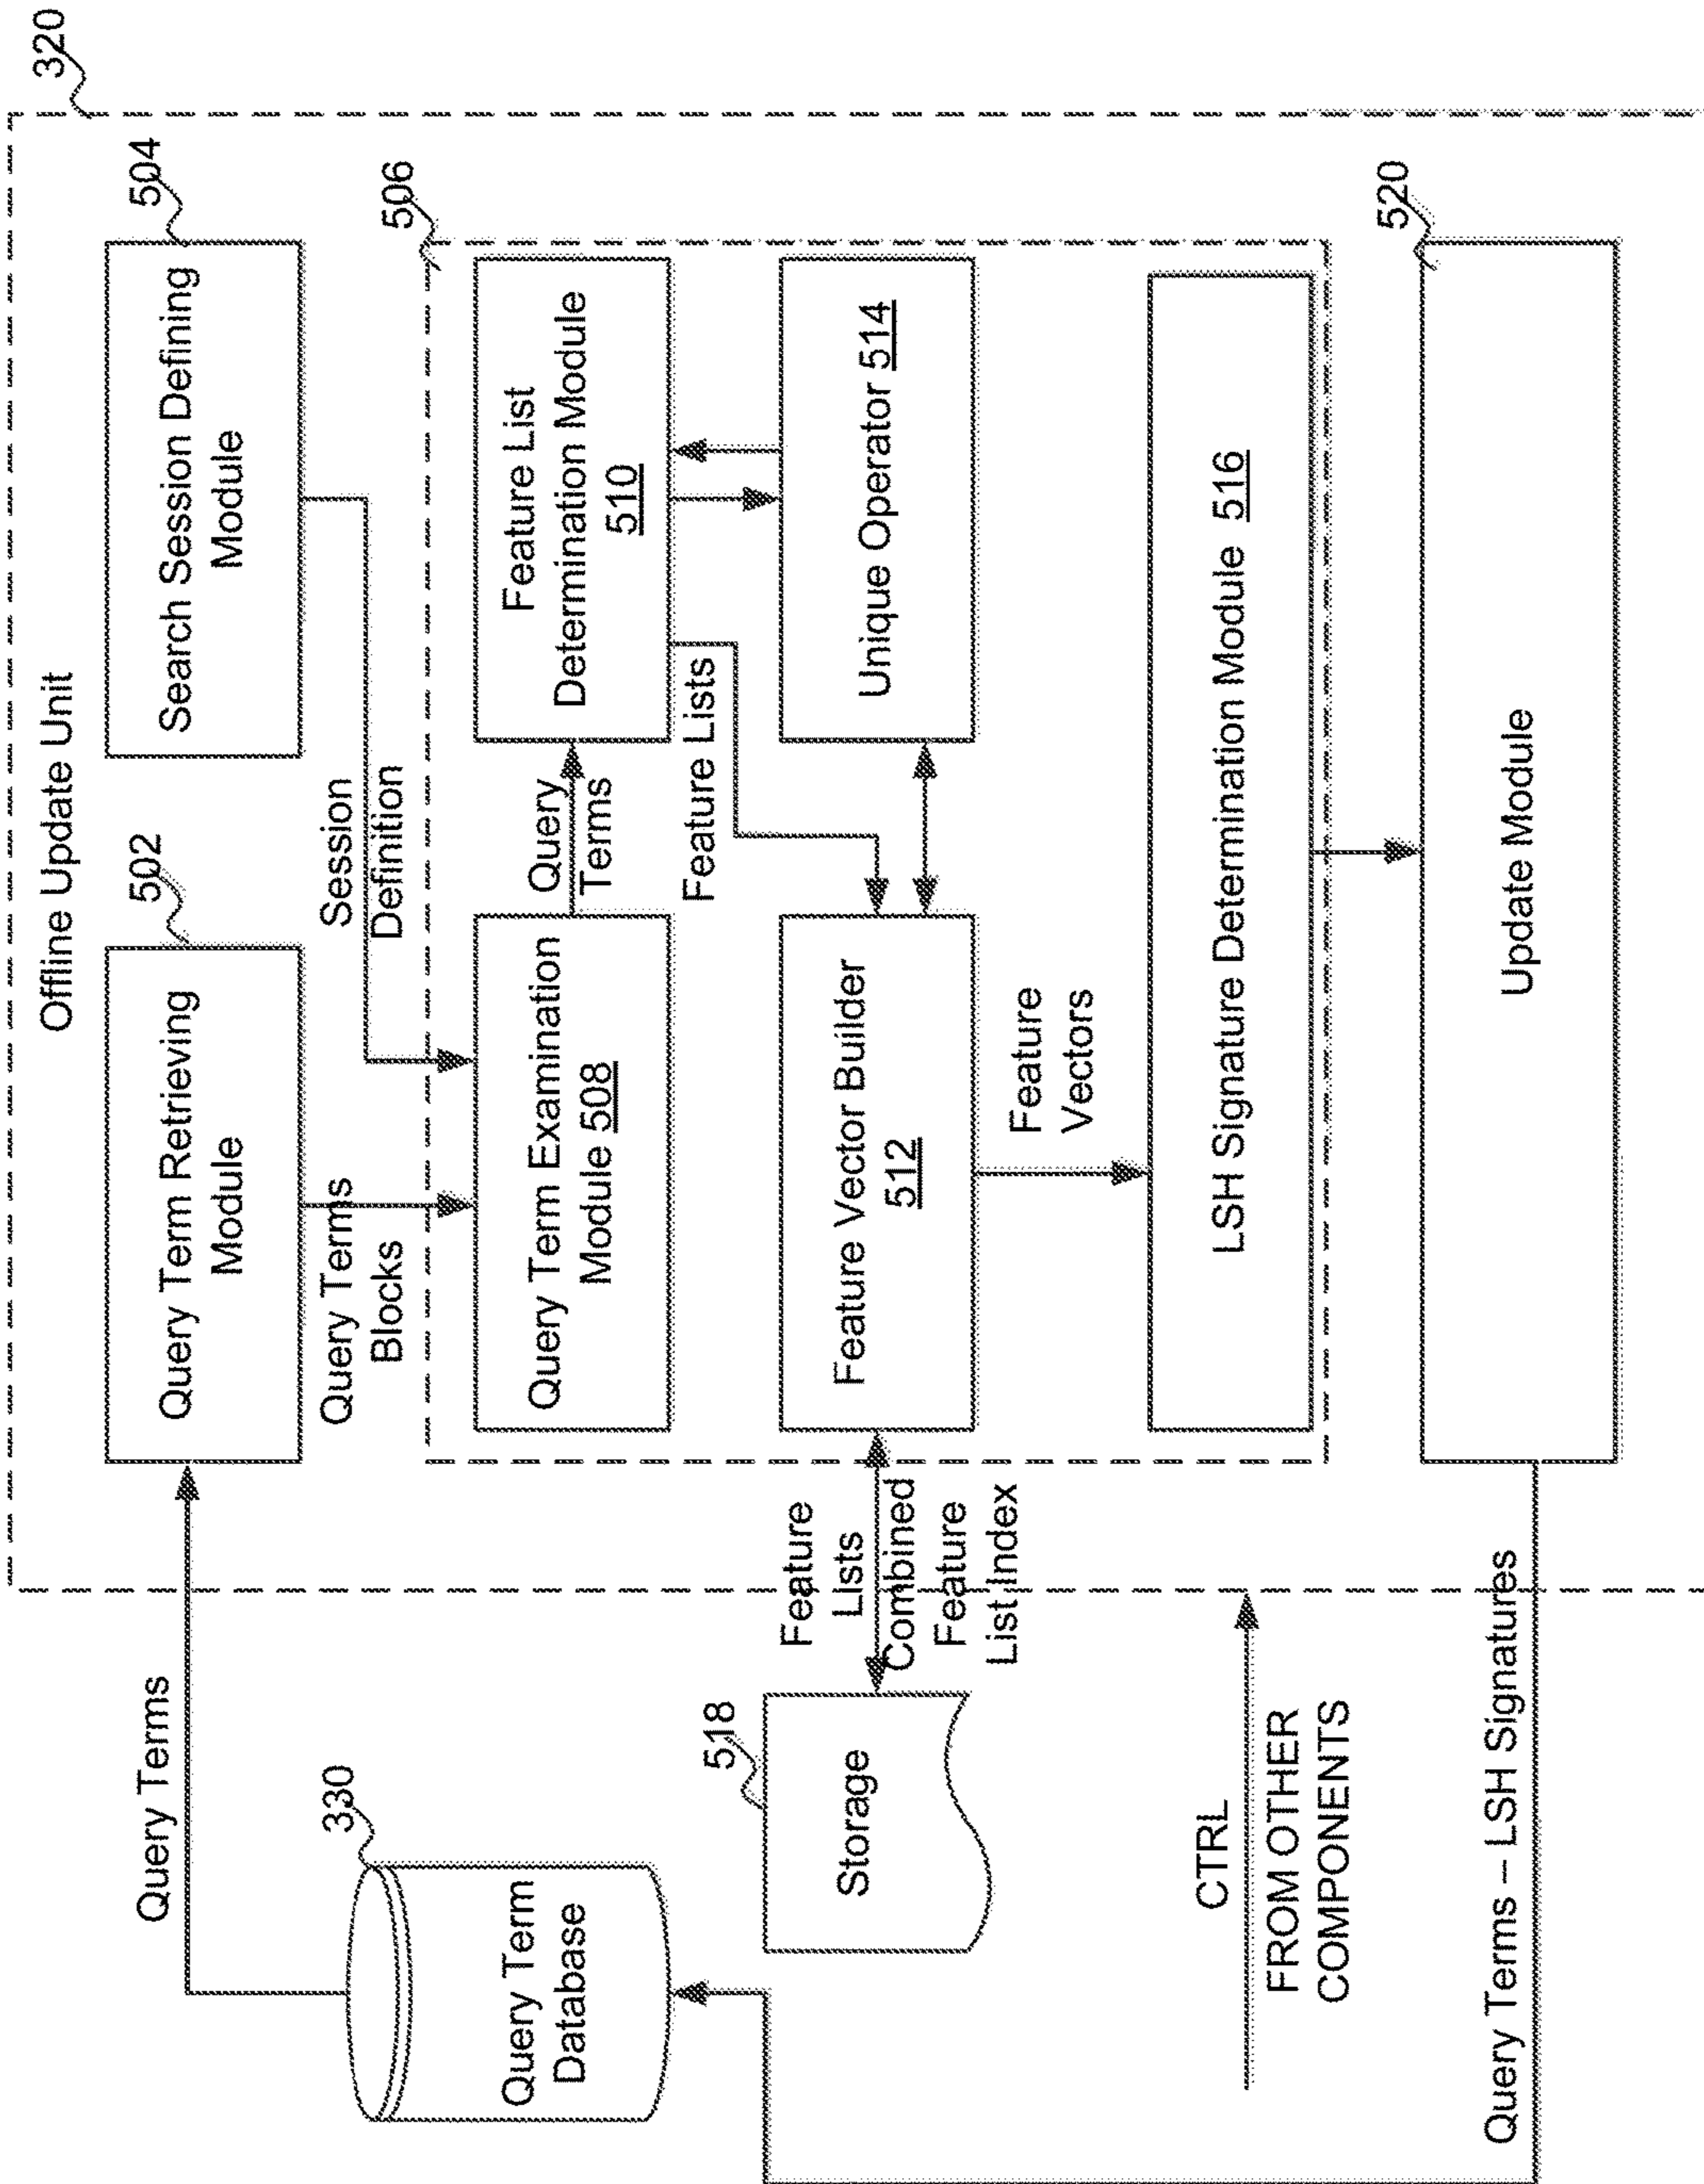 Offline Update Unit
320
Query Terms
330
Query Term
Database
502
Query Term Retrieving
Module
504
Search Session Defining
Module
Query Terms
Blocks
Session
Definition
506
Query Term Examination
Module 508
Query
Terms
Feature List
Determination Module
510
Feature Lists
518
Storage
Feature
Lists
Combined
Feature
List Index
Feature Vector Builder
512
Unique Operator 514
Feature
Vectors
CTRL
FROM OTHER
COMPONENTS
LSH Signature Determination Module 516
520
Update Module
Query Terms – LSH Signatures